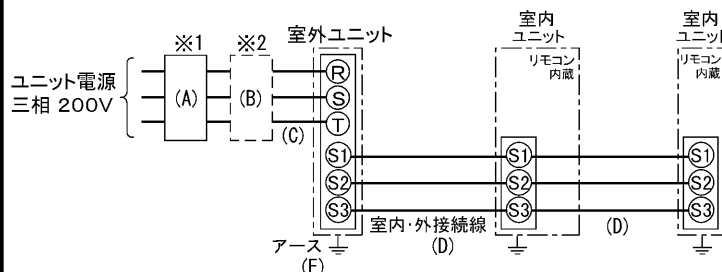 ※1
※2
室外ユニット
室内
ユニット
室内
ユニット
リモコン
内蔵
リモコン
内蔵
ユニット電源
三相 200V
(A)
(B)
(C)
R
S
T
S1
S2
S3
S1
S2
S3
S1
S2
S3
室内・外接続線
(D)
(D)
アース
(E)